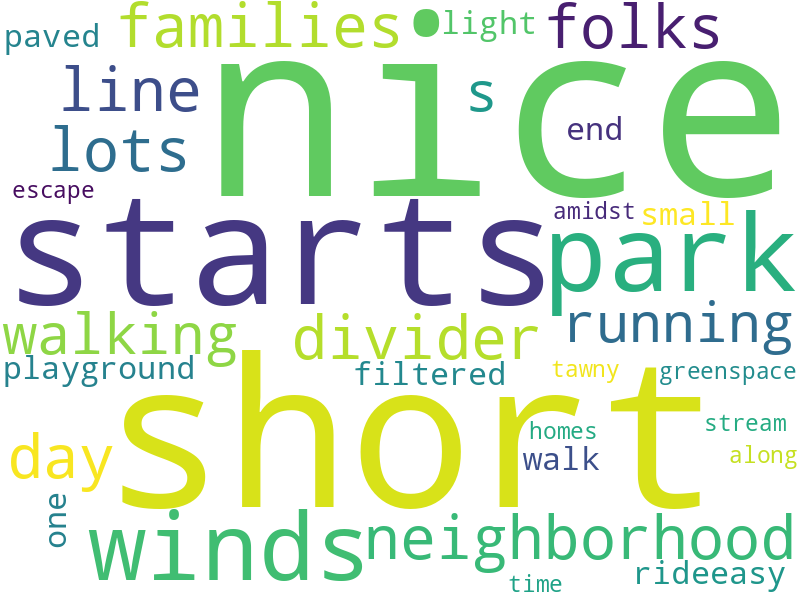 paved families light folks
nice
line s end
lots
escape amidst small
starts park
walking divider running
playground filtered tawny greenspace
short
day homes stream
walk along
one winds neighborhood
time rideeasy